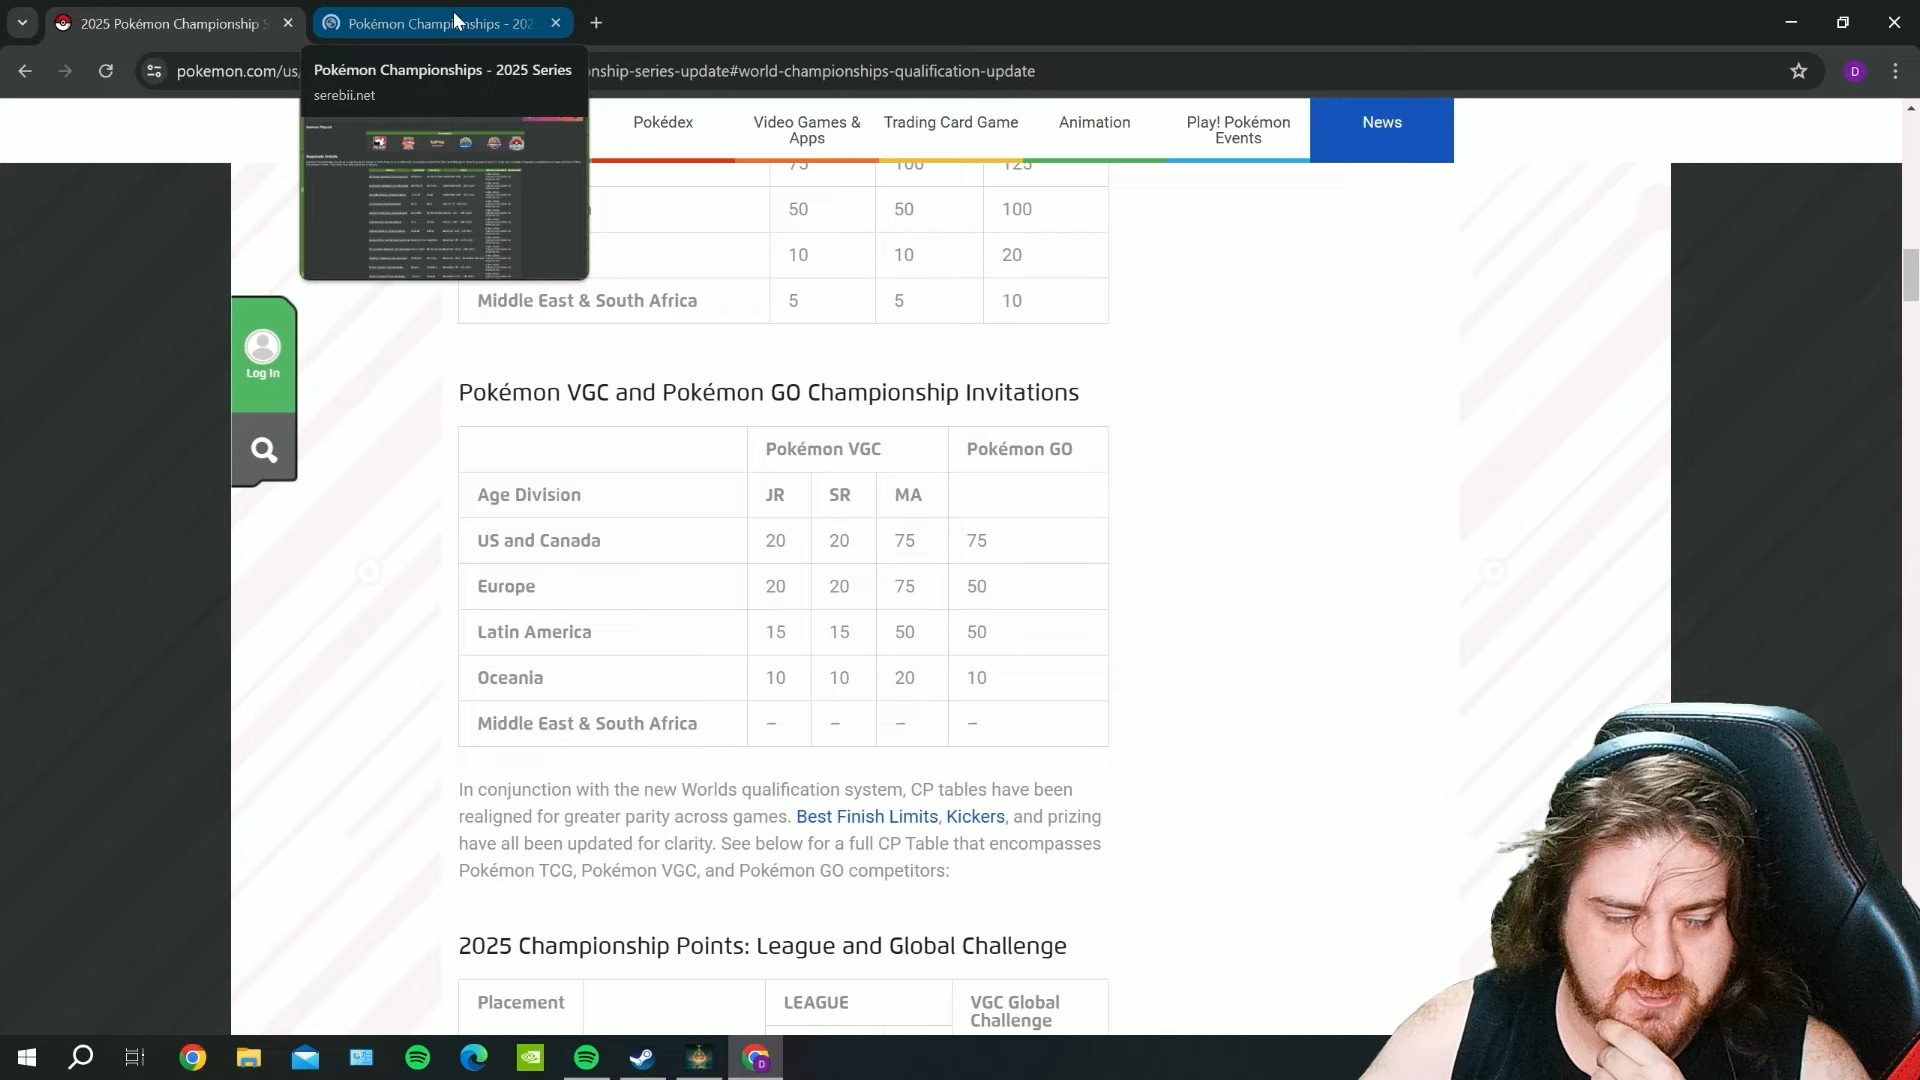 2025 Pokémon Championship
Pokémon Championships - 202
pokemon.com/us/
nship-series-update#world-championships-qualification-update
D
Pokémon Championships - 2025 Series
serebii.net
Pokédex
Video Games &
Apps
Trading Card Game
Animation
Play! Pokémon
Events
News
75 100 125
50 50 100
10 10 20
Middle East & South Africa 5 5 10
Log In
Pokémon VGC and Pokémon GO Championship Invitations
Pokémon VGC Pokémon GO
Age Division JR SR MA
US and Canada 20 20 75 75
Europe 20 20 75 50
Latin America 15 15 50 50
Oceania 10 10 20 10
Middle East & South Africa – – – –
In conjunction with the new Worlds qualification system, CP tables have been
realigned for greater parity across games. Best Finish Limits, Kickers, and prizing
have all been updated for clarity. See below for a full CP Table that encompasses
Pokémon TCG, Pokémon VGC, and Pokémon GO competitors:
2025 Championship Points: League and Global Challenge
Placement LEAGUE VGC Global
Challenge
D